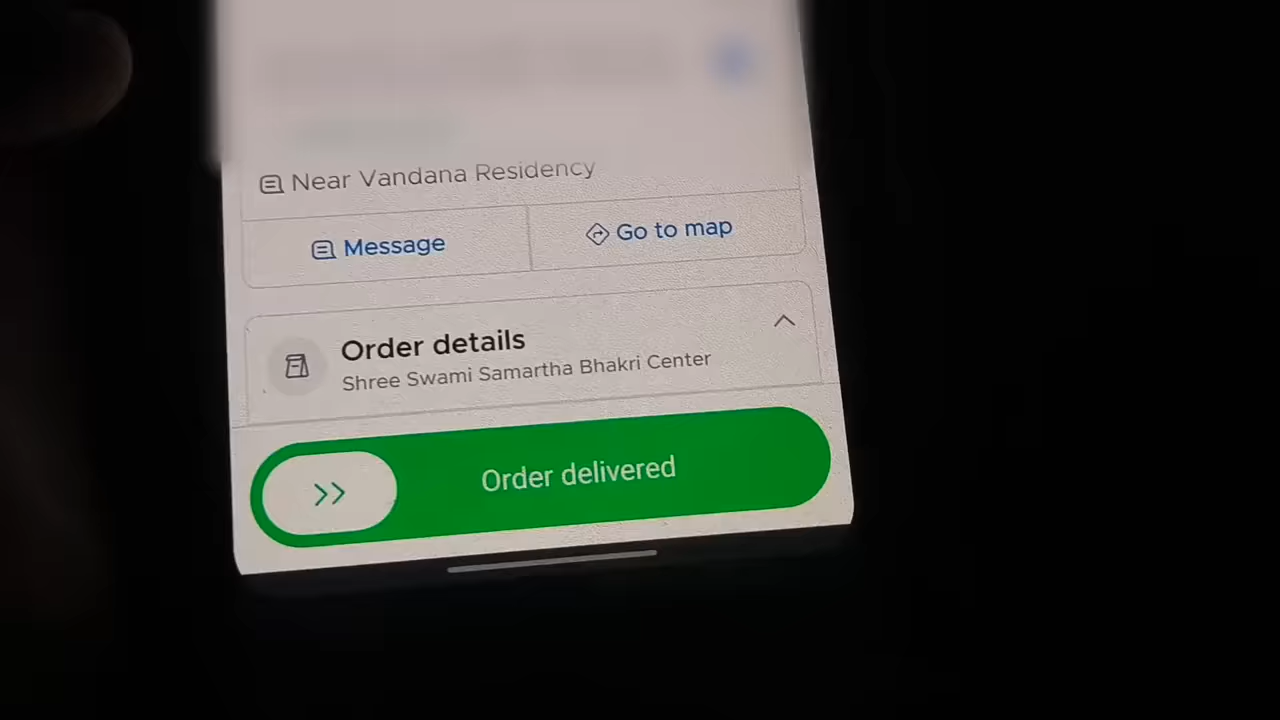 Near Vandana Residency
Message
Go to map
Order details
Shree Swami Samartha Bhakri Center
Order delivered